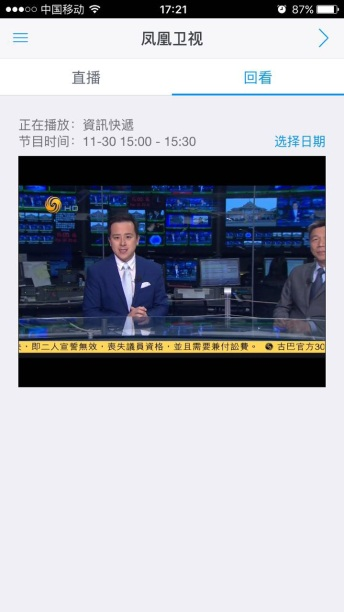 中国移动 17:21 87%
凤凰卫视
直播 回看
正在播放：資訊快遞
节目时间：11-30 15:00 - 15:30 选择日期
HD
，即二人宣誓無效，喪失議員資格，並且需要兼付訟費。 古巴官方30